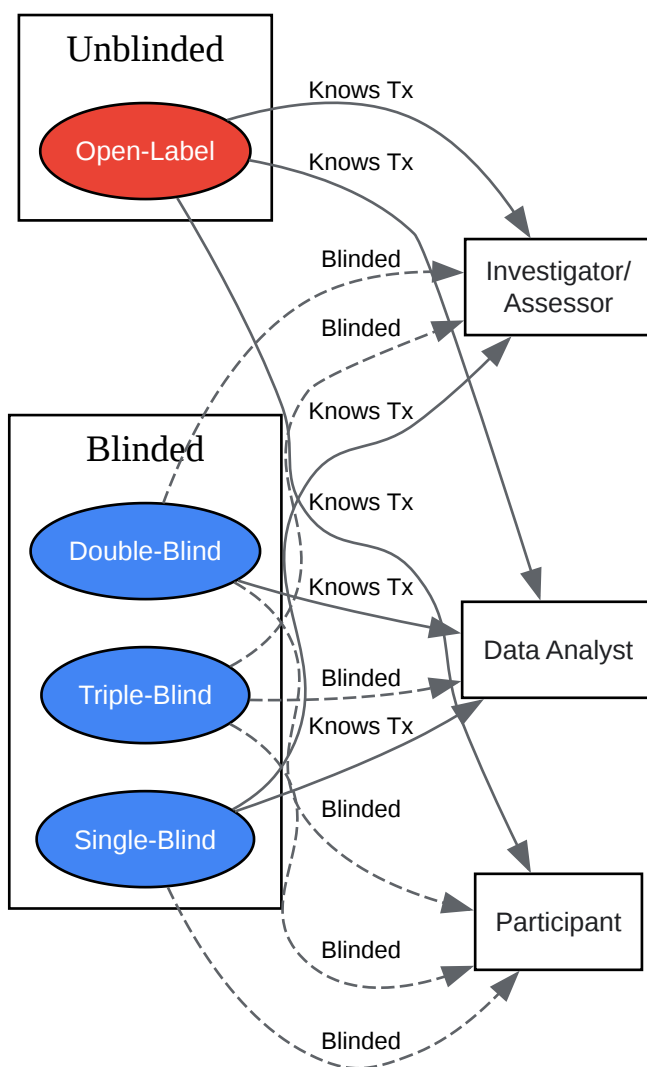 Unblinded
Knows Tx
Open-Label
Knows Tx
Blinded
Investigator/
Assessor
Blinded
Knows Tx
Blinded
Knows Tx
Double-Blind
Knows Tx
Data Analyst
Triple-Blind
Blinded
Knows Tx
Single-Blind
Blinded
Participant
Blinded
Blinded